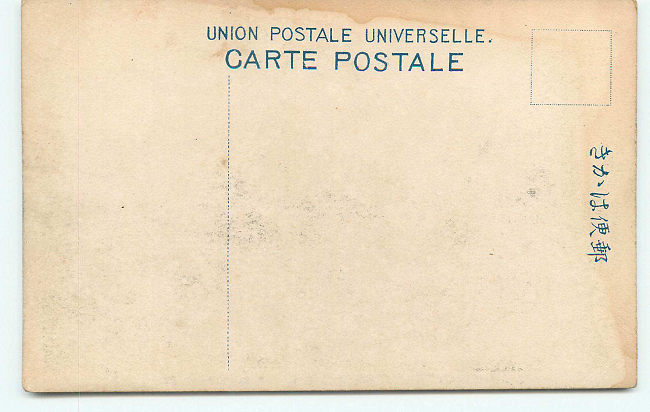 UNION POSTALE UNIVERSELLE.
CARTE POSTALE
郵便はがき